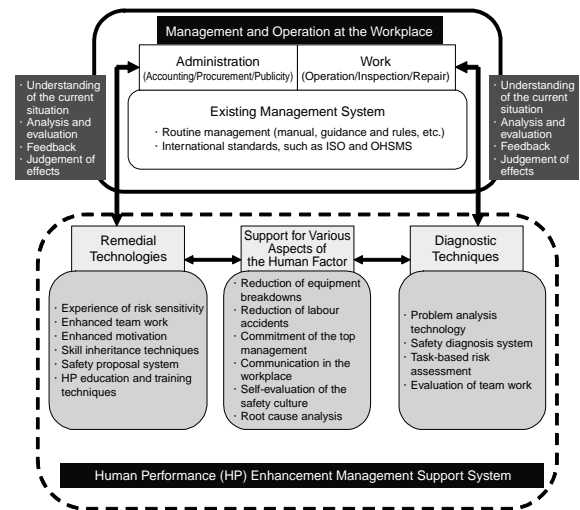 Management and Operation at the Workplace
Administration
(Accounting/Procurement/Publicity)
Work
(Operation/Inspection/Repair)
Existing Management System
· Routine management (manual, guidance and rules, etc.)
· International standards, such as ISO and OHSMS
· Understanding
of the current
situation
· Analysis and
evaluation
· Feedback
· Judgement of
effects
· Understanding
of the current
situation
· Analysis and
evaluation
· Feedback
· Judgement of
effects
Remedial
Technologies
· Experience of risk sensitivity
· Enhanced team work
· Enhanced motivation
· Skill inheritance techniques
· Safety proposal system
· HP education and training
techniques
Support for Various
Aspects of
the Human Factor
· Reduction of equipment
breakdowns
· Reduction of labour
accidents
· Commitment of the top
management
· Communication in the
workplace
· Self-evaluation of the
safety culture
· Root cause analysis
Diagnostic
Techniques
· Problem analysis
technology
· Safety diagnosis system
· Task-based risk
assessment
· Evaluation of team work
Human Performance (HP) Enhancement Management Support System